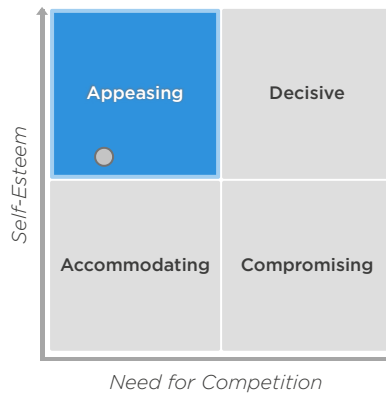 Appeasing
Decisive
Self-Esteem
Accommodating
Compromising
Need for Competition